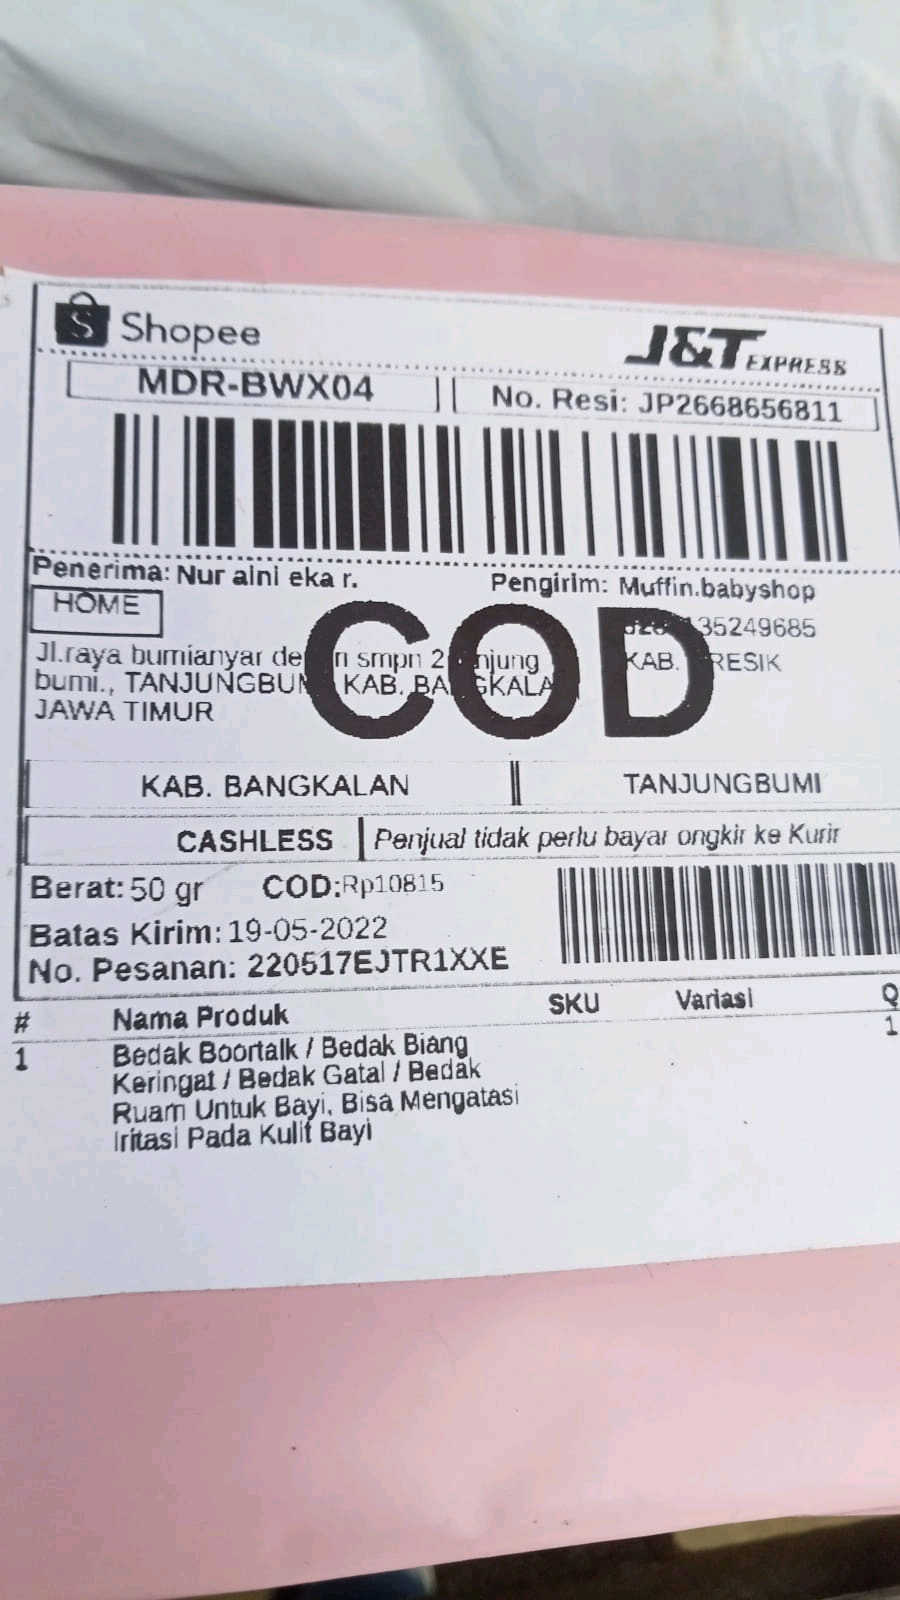 Shopee
J&T EXPRESS
MDR-BWX04
No. Resi: JP2668656811
Penerima: Nur aini eka r.
Pengirim: Muffin.babyshop
HOME
35249685
Jl.raya bumianyar de n smpn 2 njung
KAB. RESIK
bumi., TANJUNGBUM KAB. BA GKALA
JAWA TIMUR
COD
KAB. BANGKALAN
TANJUNGBUMI
CASHLESS
Penjual tidak perlu bayar ongkir ke Kurir
Berat: 50 gr COD:Rp10815
Batas Kirim: 19-05-2022
No. Pesanan: 220517EJTR1XXE
# Nama Produk SKU Variasi Q
1 Bedak Boortalk / Bedak Biang 1
Keringat / Bedak Gatal / Bedak
Ruam Untuk Bayi, Bisa Mengatasi
Iritasi Pada Kulit Bayi